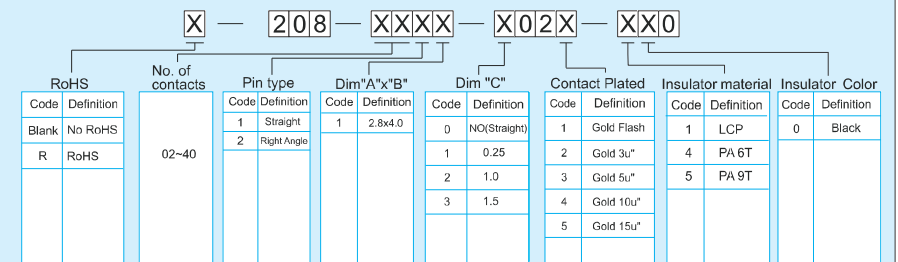 X — 208 — XXXX — X02X — XX0
RoHS
Code Definition
Blank No RoHS
R RoHS
No. of
contacts
02~40
Pin type
Code Definition
1 Straight
2 Right Angle
Dim"A"x"B"
Code Definition
1 2.8x4.0
Dim "C"
Code Definition
0 NO(Straight)
1 0.25
2 1.0
3 1.5
Contact Plated
Code Definition
1 Gold Flash
2 Gold 3u"
3 Gold 5u"
4 Gold 10u"
5 Gold 15u"
Insulator material
Code Definition
1 LCP
4 PA 6T
5 PA 9T
Insulator Color
Code Definition
0 Black